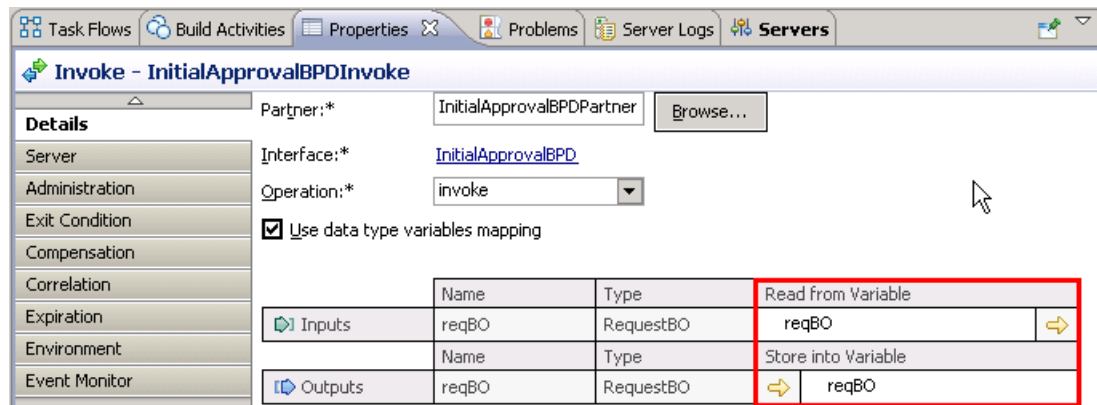 Task Flows Build Activities Properties Problems Server Logs Servers
Invoke - InitialApprovalBPDInvoke
Details
Server
Administration
Exit Condition
Compensation
Correlation
Expiration
Environment
Event Monitor
Partner:* InitialApprovalBPDPartner Browse...
Interface:* InitialApprovalBPD
Operation:* invoke
Use data type variables mapping
Name Type Read from Variable
Inputs reqBO RequestBO reqBO
Name Type Store into Variable
Outputs reqBO RequestBO reqBO